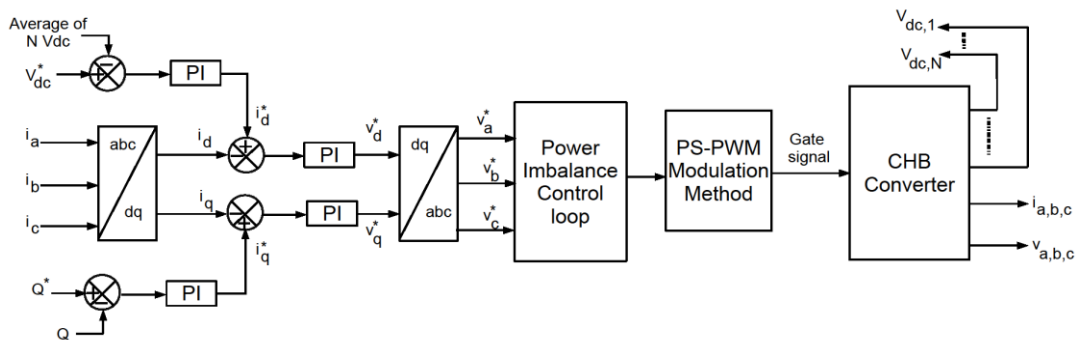 Average of
N Vdc
V*dc
PI
i*d
ia
ib
ic
abc
dq
id
iq
PI
PI
v*d
v*q
i*q
Q*
Q
PI
dq
abc
v*a
v*b
v*c
Power
Imbalance
Control
loop
PS-PWM
Modulation
Method
Gate
signal
CHB
Converter
Vdc,1
Vdc,N
ia,b,c
va,b,c